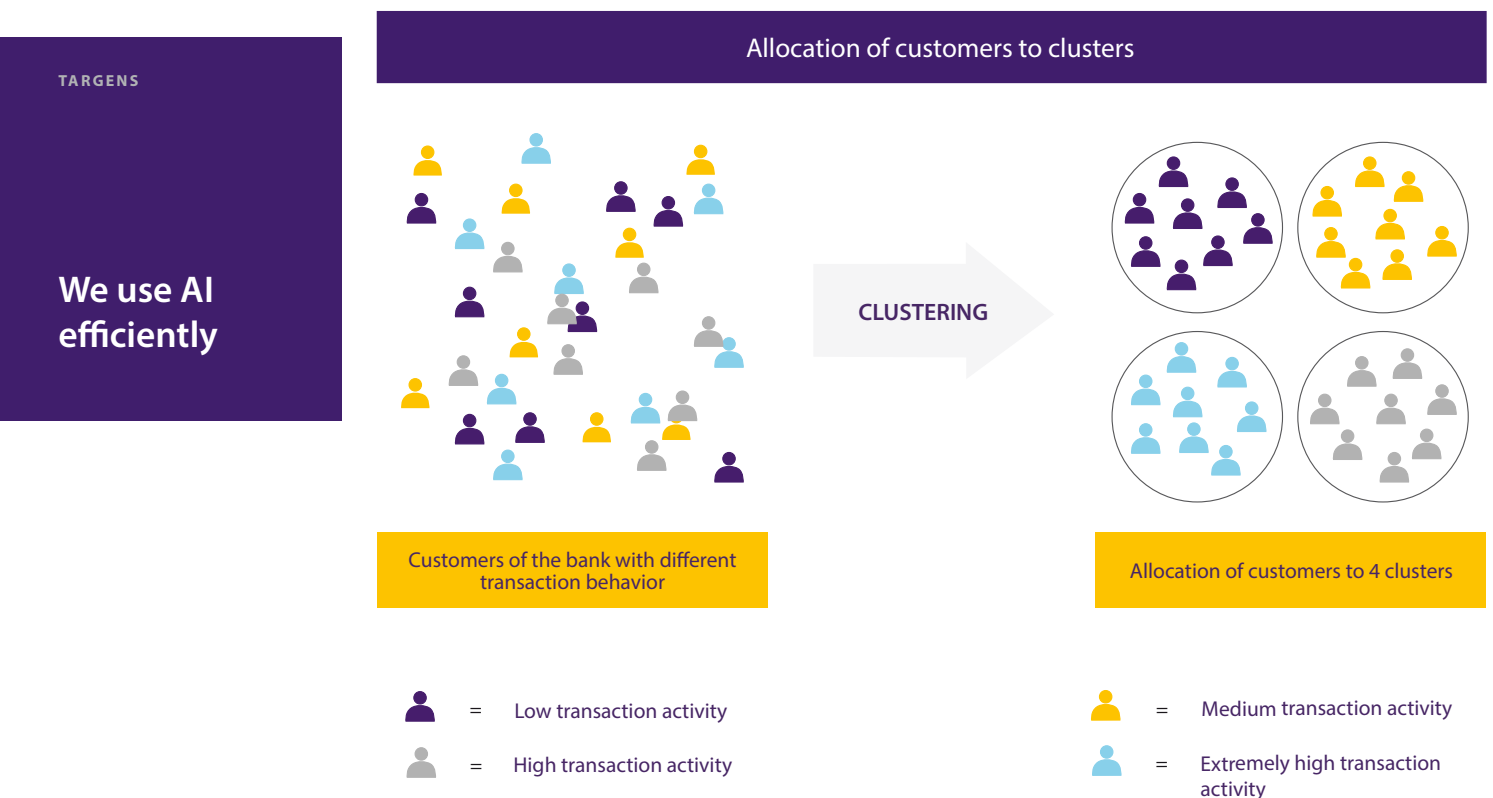 TARGENS
We use AI
efficiently
Allocation of customers to clusters
CLUSTERING
Customers of the bank with different
transaction behavior
Allocation of customers to 4 clusters
= Low transaction activity
= High transaction activity
= Medium transaction activity
= Extremely high transaction
activity